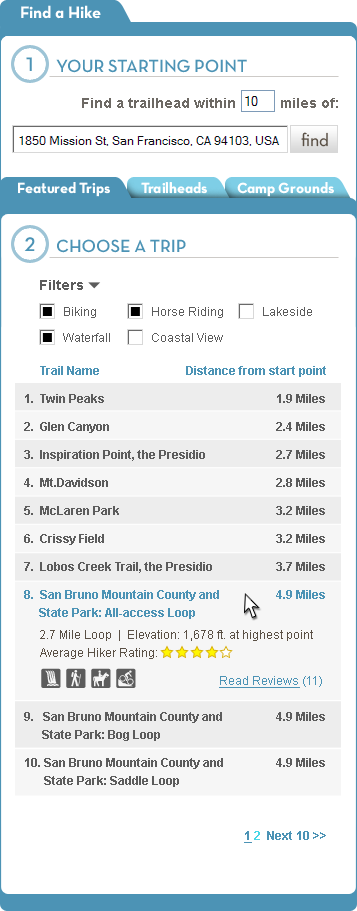 Find a Hike
1 YOUR STARTING POINT
Find a trailhead within 10 miles of:
1850 Mission St, San Francisco, CA 94103, USA find
Featured Trips Trailheads Camp Grounds
2 CHOOSE A TRIP
Filters
Biking Horse Riding Lakeside
Waterfall Coastal View
Trail Name Distance from start point
1. Twin Peaks 1.9 Miles
2. Glen Canyon 2.4 Miles
3. Inspiration Point, the Presidio 2.7 Miles
4. Mt.Davidson 2.8 Miles
5. McLaren Park 3.2 Miles
6. Crissy Field 3.2 Miles
7. Lobos Creek Trail, the Presidio 3.7 Miles
8. San Bruno Mountain County and 4.9 Miles
State Park: All-access Loop
2.7 Mile Loop | Elevation: 1,678 ft. at highest point
Average Hiker Rating:
Read Reviews (11)
9. San Bruno Mountain County and 4.9 Miles
State Park: Bog Loop
10. San Bruno Mountain County and 4.9 Miles
State Park: Saddle Loop
1 2 Next 10 >>